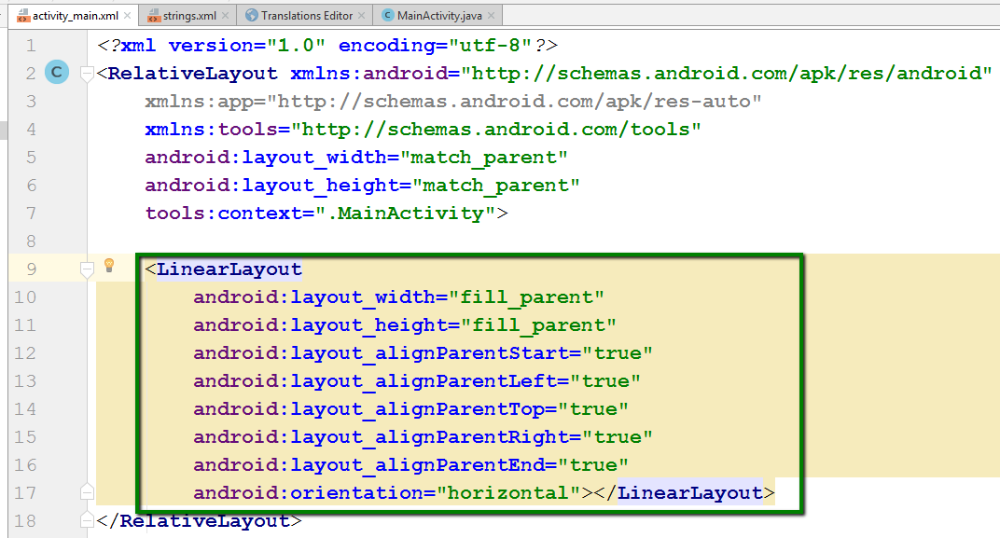 activity_main.xml × strings.xml × Translations Editor × C MainActivity.java ×
1 <?xml version="1.0" encoding="utf-8"?>
2 C <RelativeLayout xmlns:android="http://schemas.android.com/apk/res/android"
3 xmlns:app="http://schemas.android.com/apk/res-auto"
4 xmlns:tools="http://schemas.android.com/tools"
5 android:layout_width="match_parent"
6 android:layout_height="match_parent"
7 tools:context=".MainActivity">
8
9 <LinearLayout
10 android:layout_width="fill_parent"
11 android:layout_height="fill_parent"
12 android:layout_alignParentStart="true"
13 android:layout_alignParentLeft="true"
14 android:layout_alignParentTop="true"
15 android:layout_alignParentRight="true"
16 android:layout_alignParentEnd="true"
17 android:orientation="horizontal"></LinearLayout>
18 </RelativeLayout>